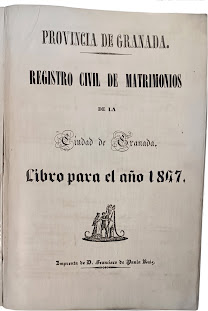 PROVINCIA DE GRANADA.
REGISTRO CIVIL DE MATRIMONIOS
DE LA
Ciudad de Granada.
Libro para el año 1847.
Imprenta de D. Francisco de Paula Ruiz.